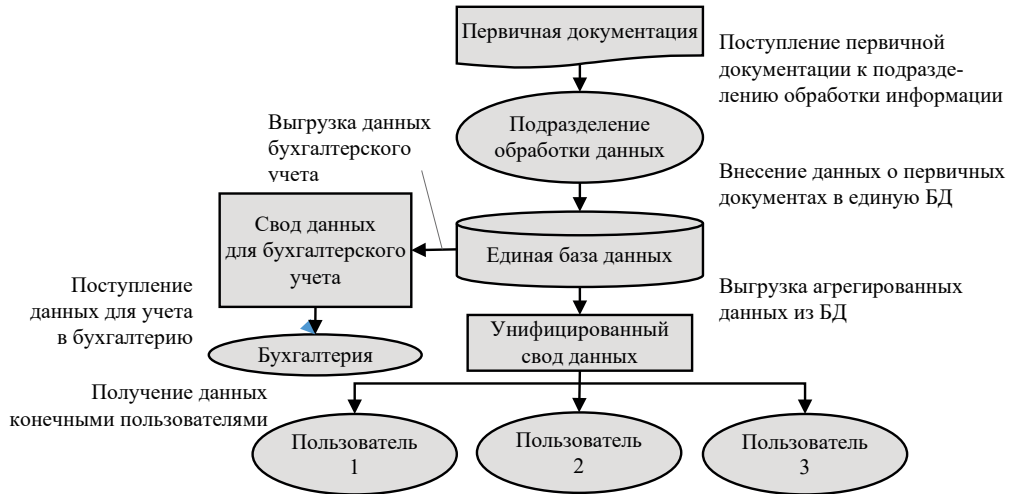 Первичная документация
Поступление первичной
документации к подразде-
лению обработки информации
Подразделение
обработки данных
Выгрузка данных
бухгалтерского
учета
Внесение данных о первичных
документах в единую БД
Свод данных
для бухгалтерского
учета
Единая база данных
Поступление
данных для учета
в бухгалтерию
Выгрузка агрегированных
данных из БД
Унифицированный
свод данных
Бухгалтерия
Получение данных
конечными пользователями
Пользователь
1
Пользователь
2
Пользователь
3